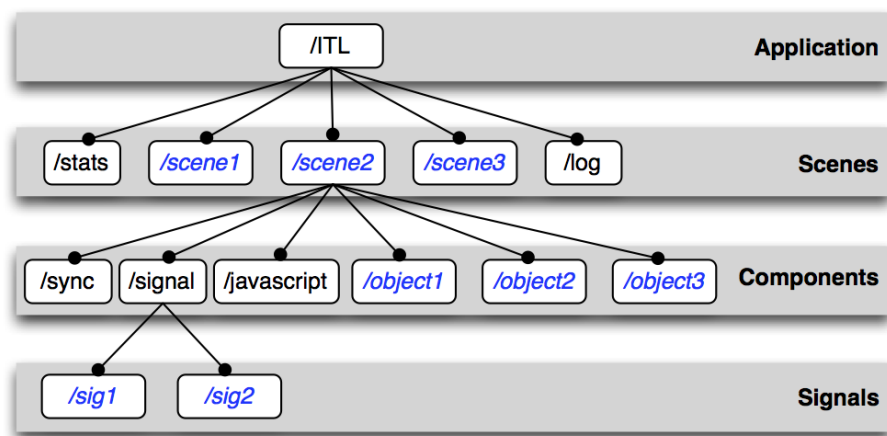 /ITL
Application
/stats /scene1 /scene2 /scene3 /log
Scenes
/sync /signal /javascript /object1 /object2 /object3
Components
/sig1 /sig2
Signals